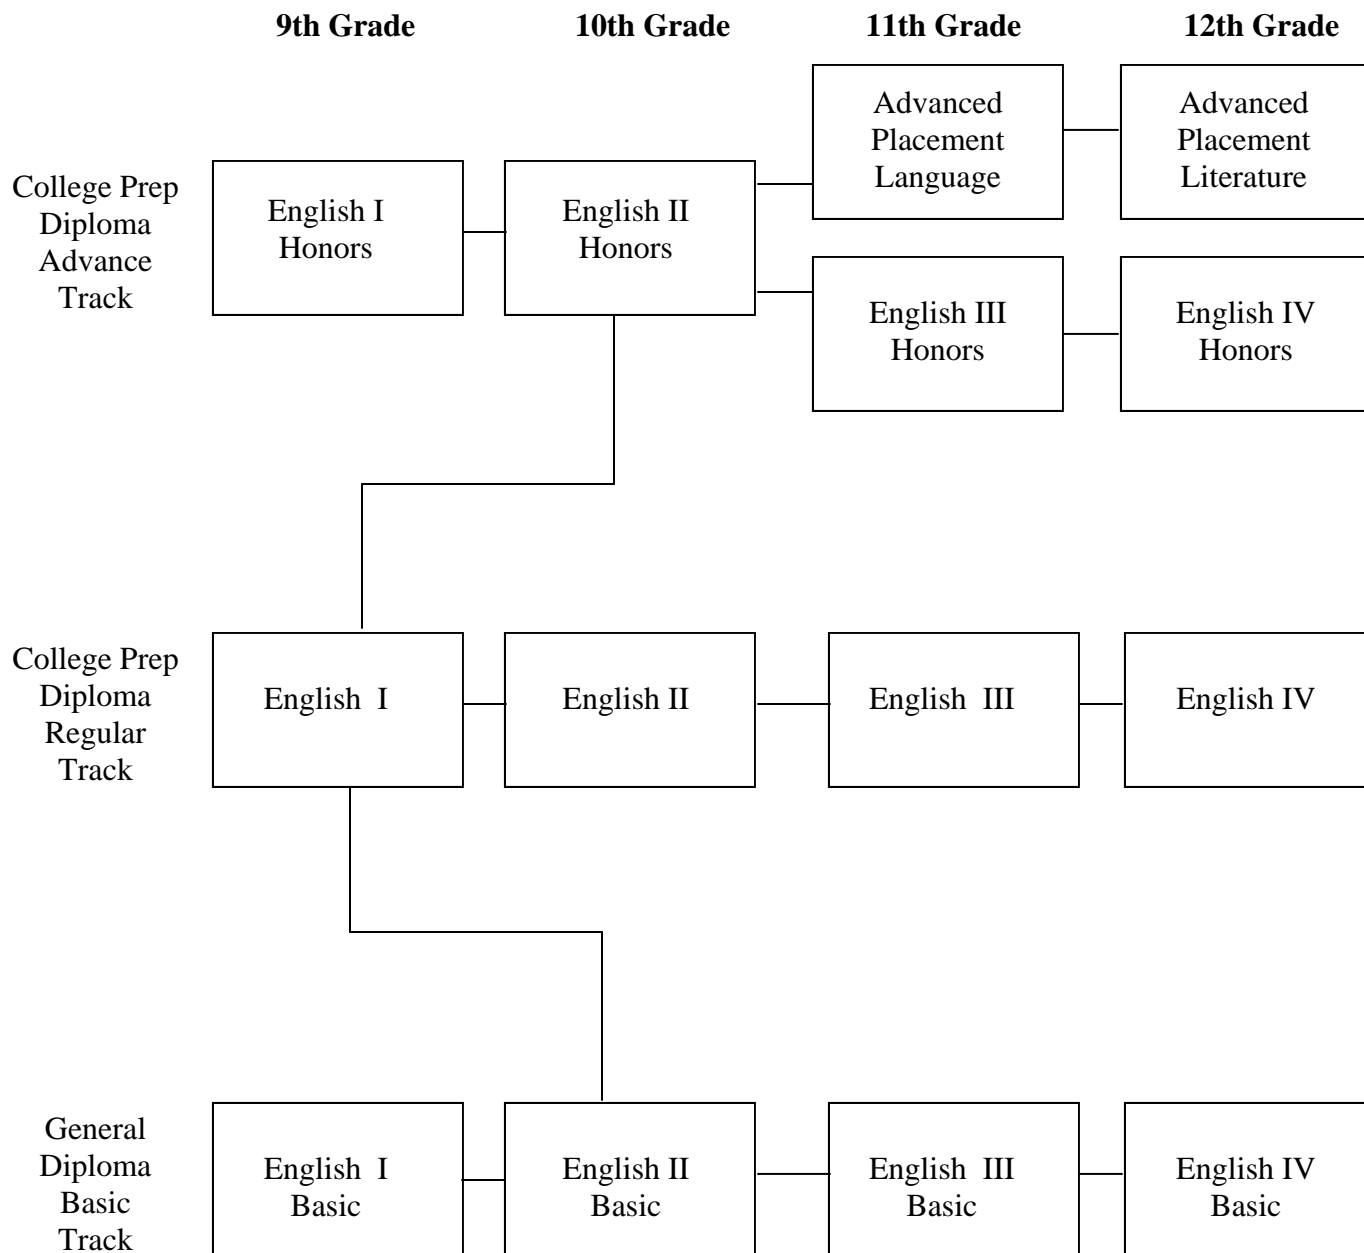 9th Grade 10th Grade 11th Grade 12th Grade
College Prep
Diploma
Advance
Track
English I
Honors
English II
Honors
Advanced
Placement
Language
Advanced
Placement
Literature
English III
Honors
English IV
Honors
College Prep
Diploma
Regular
Track
English I
English II
English III
English IV
General
Diploma
Basic
Track
English I
Basic
English II
Basic
English III
Basic
English IV
Basic